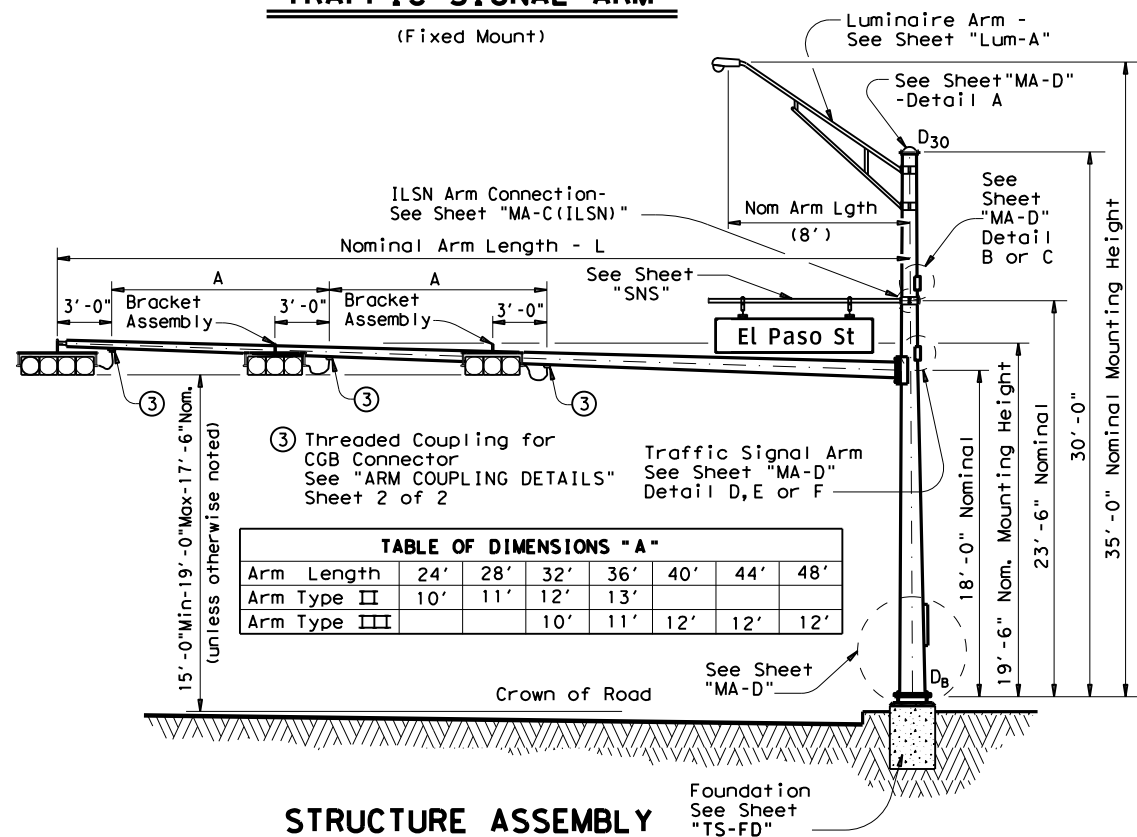 TRAFFIC SIGNAL ARM
(Fixed Mount)
Luminaire Arm -
See Sheet "Lum-A"
See Sheet"MA-D"
-Detail A
D30
ILSN Arm Connection-
See Sheet "MA-C(ILSN)"
Nom Arm Lgth
(8')
See
Sheet
"MA-D"
Detail
B or C
Nominal Arm Length - L
A
A
See Sheet
"SNS"
3'-0"
Bracket
Assembly
3'-0"
Bracket
Assembly
3'-0"
El Paso St
3
3
3
3 Threaded Coupling for
CGB Connector
See "ARM COUPLING DETAILS"
Sheet 2 of 2
Traffic Signal Arm
See Sheet "MA-D"
Detail D,E or F
15'-0"Min-19'-0"Max-17'-6"Nom.
(unless otherwise noted)
18'-0" Nominal
19'-6" Nom. Mounting Height
23'-6" Nominal
30'-0"
35'-0" Nominal Mounting Height
TABLE OF DIMENSIONS "A"
Arm Length 24' 28' 32' 36' 40' 44' 48'
Arm Type II 10' 11' 12' 13'
Arm Type III 10' 11' 12' 12' 12'
See Sheet
"MA-D"
DB
Crown of Road
STRUCTURE ASSEMBLY
Foundation
See Sheet
"TS-FD"